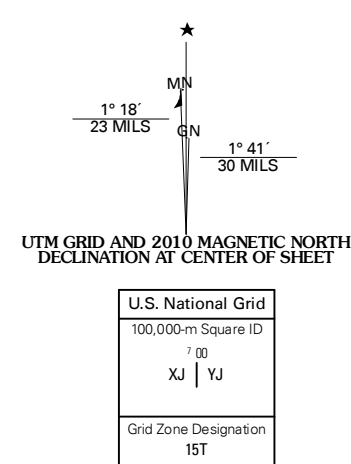 ★
MN
1° 18´
23 MILS
GN
1° 41´
30 MILS
UTM GRID AND 2010 MAGNETIC NORTH
DECLINATION AT CENTER OF SHEET
U.S. National Grid
100,000-m Square ID
7 00
XJ | YJ
Grid Zone Designation
15T